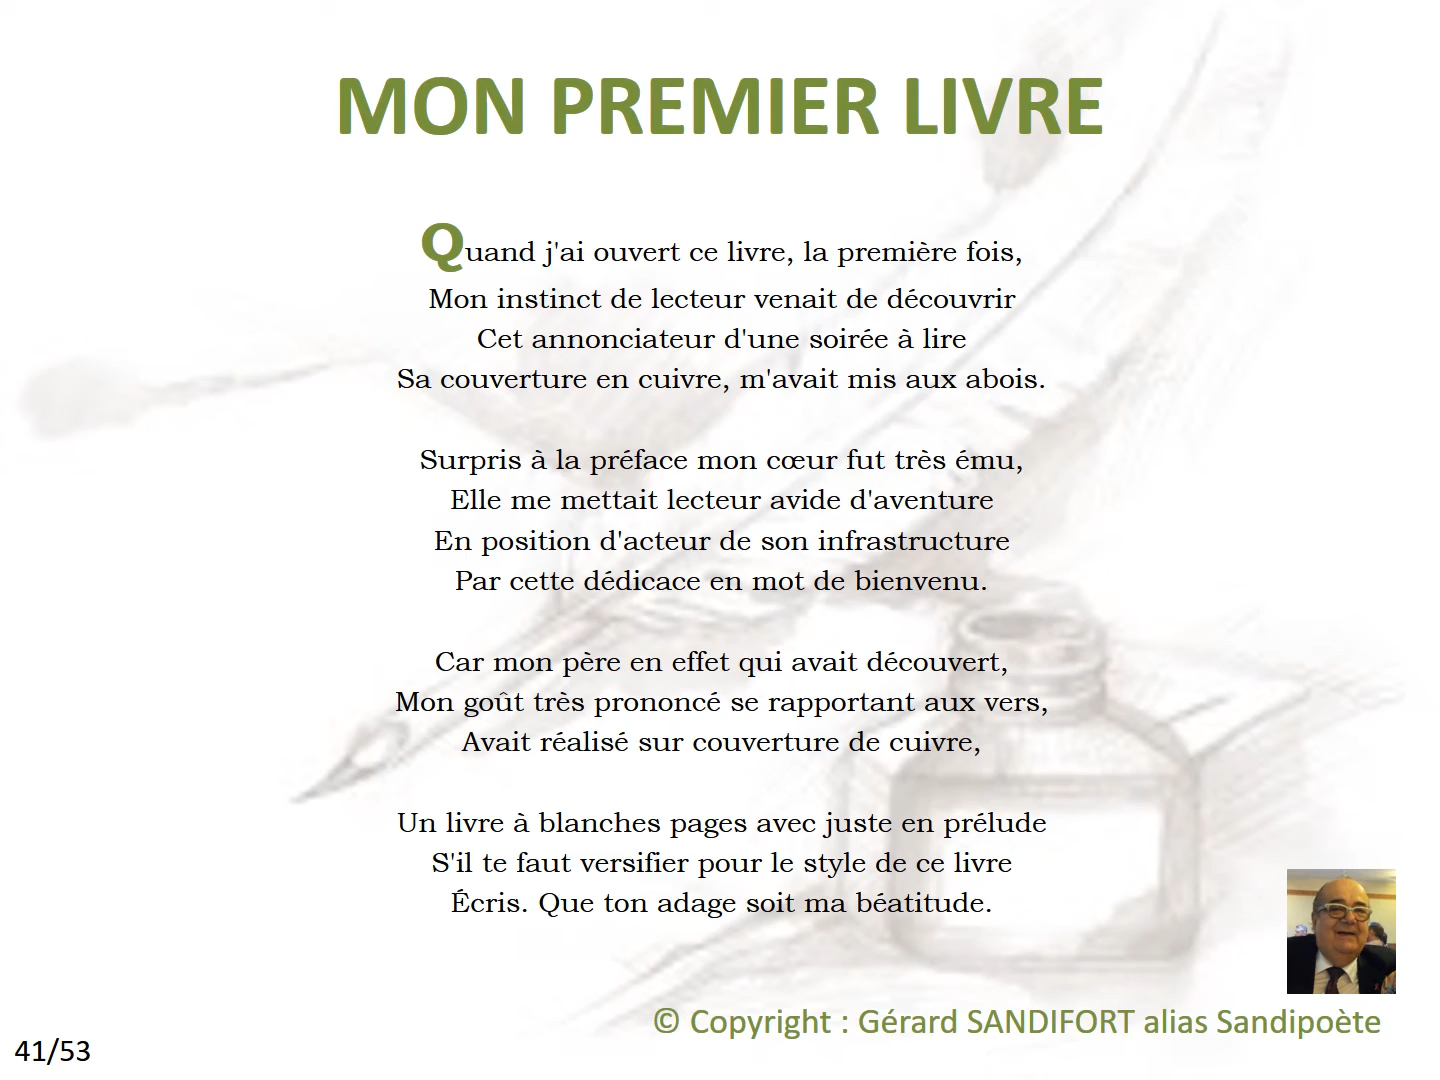 MON PREMIER LIVRE
Quand j'ai ouvert ce livre, la première fois,
Mon instinct de lecteur venait de découvrir
Cet annonciateur d'une soirée à lire
Sa couverture en cuivre, m'avait mis aux abois.
Surpris à la préface mon cœur fut très ému,
Elle me mettait lecteur avide d'aventure
En position d'acteur de son infrastructure
Par cette dédicace en mot de bienvenu.
Car mon père en effet qui avait découvert,
Mon goût très prononcé se rapportant aux vers,
Avait réalisé sur couverture de cuivre,
Un livre à blanches pages avec juste en prélude
S'il te faut versifier pour le style de ce livre
Écris. Que ton adage soit ma béatitude.
© Copyright : Gérard SANDIFORT alias Sandipoète
41/53